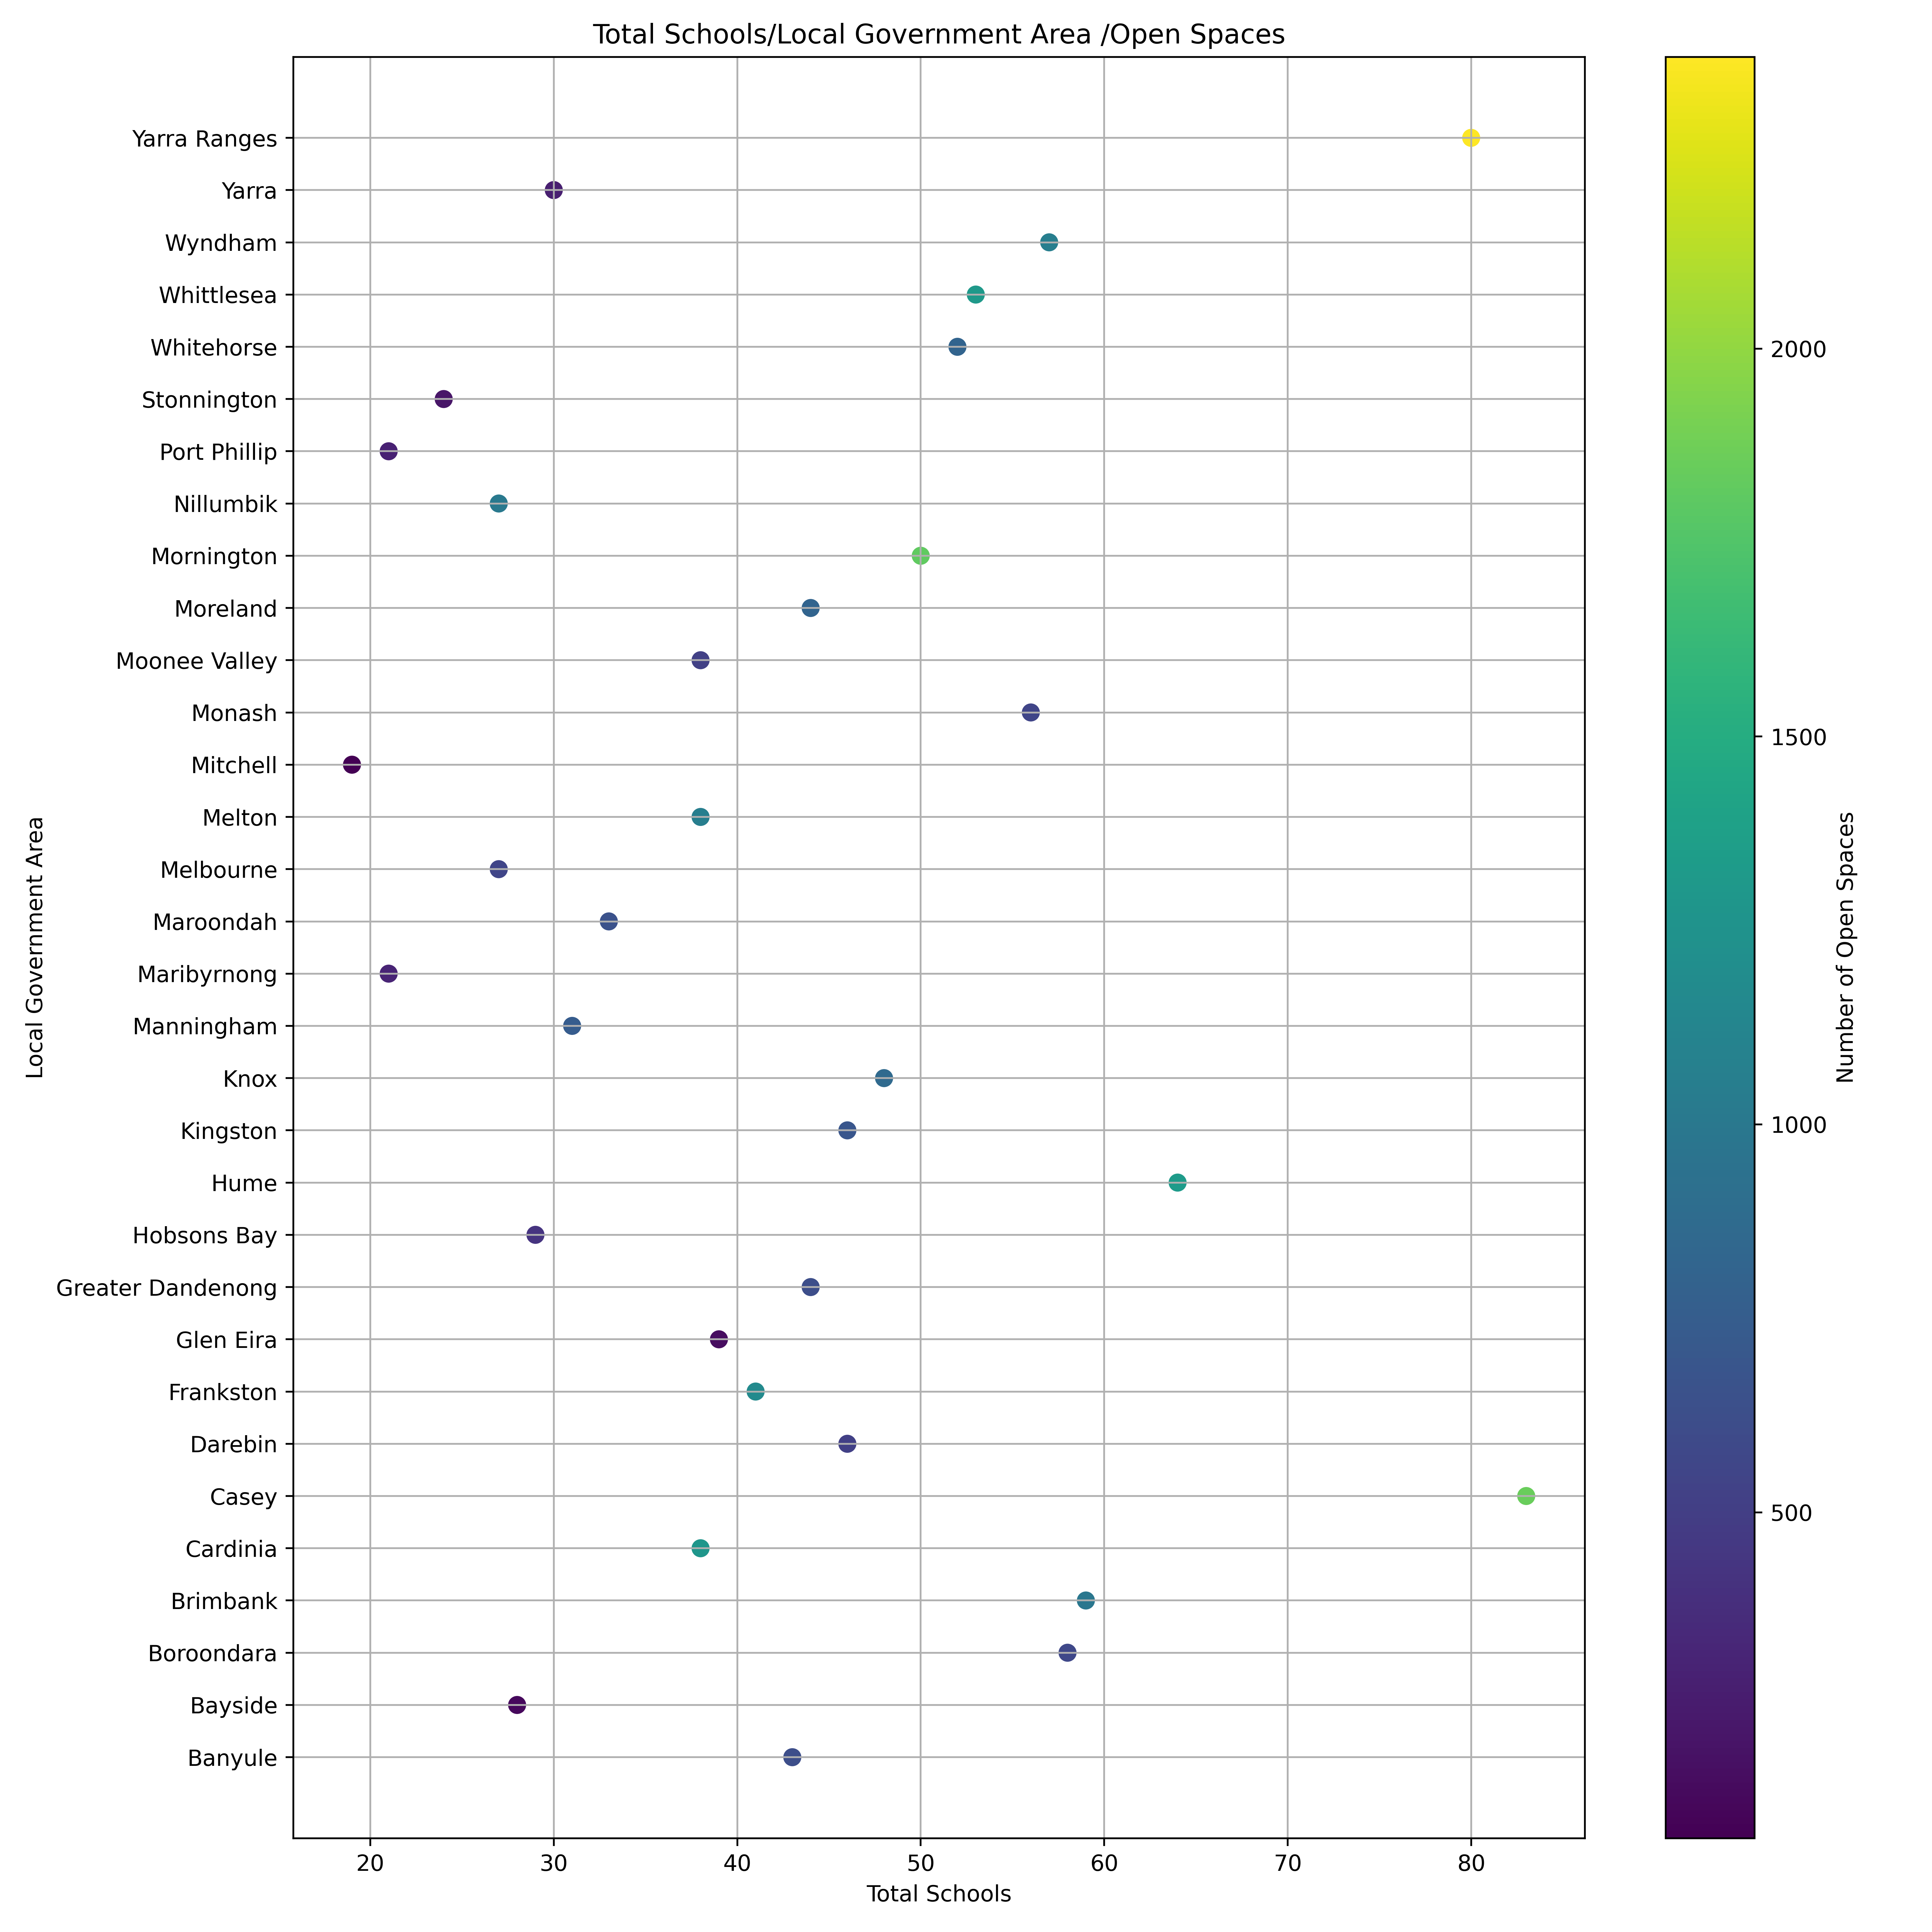 Total Schools/Local Government Area /Open Spaces
Local Government Area
Yarra Ranges
Yarra
Wyndham
Whittlesea
Whitehorse
Stonnington
Port Phillip
Nillumbik
Mornington
Moreland
Moonee Valley
Monash
Mitchell
Melton
Melbourne
Maroondah
Maribyrnong
Manningham
Knox
Kingston
Hume
Hobsons Bay
Greater Dandenong
Glen Eira
Frankston
Darebin
Casey
Cardinia
Brimbank
Boroondara
Bayside
Banyule
20 30 40 50 60 70 80
Total Schools
2000
1500
1000
500
Number of Open Spaces